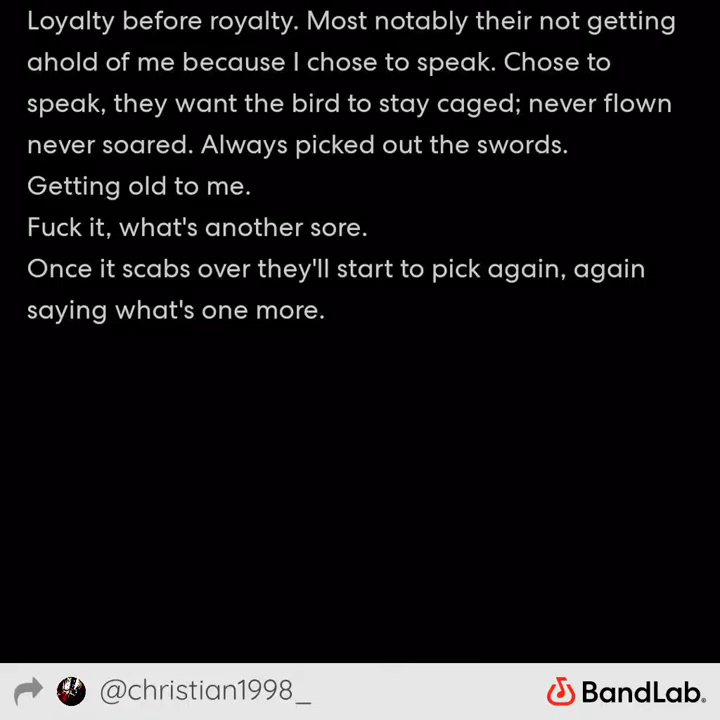 Loyalty before royalty. Most notably their not getting
ahold of me because I chose to speak. Chose to
speak, they want the bird to stay caged; never flown
never soared. Always picked out the swords.
Getting old to me.
Fuck it, what's another sore.
Once it scabs over they'll start to pick again, again
saying what's one more.
@christian1998_
BandLab.